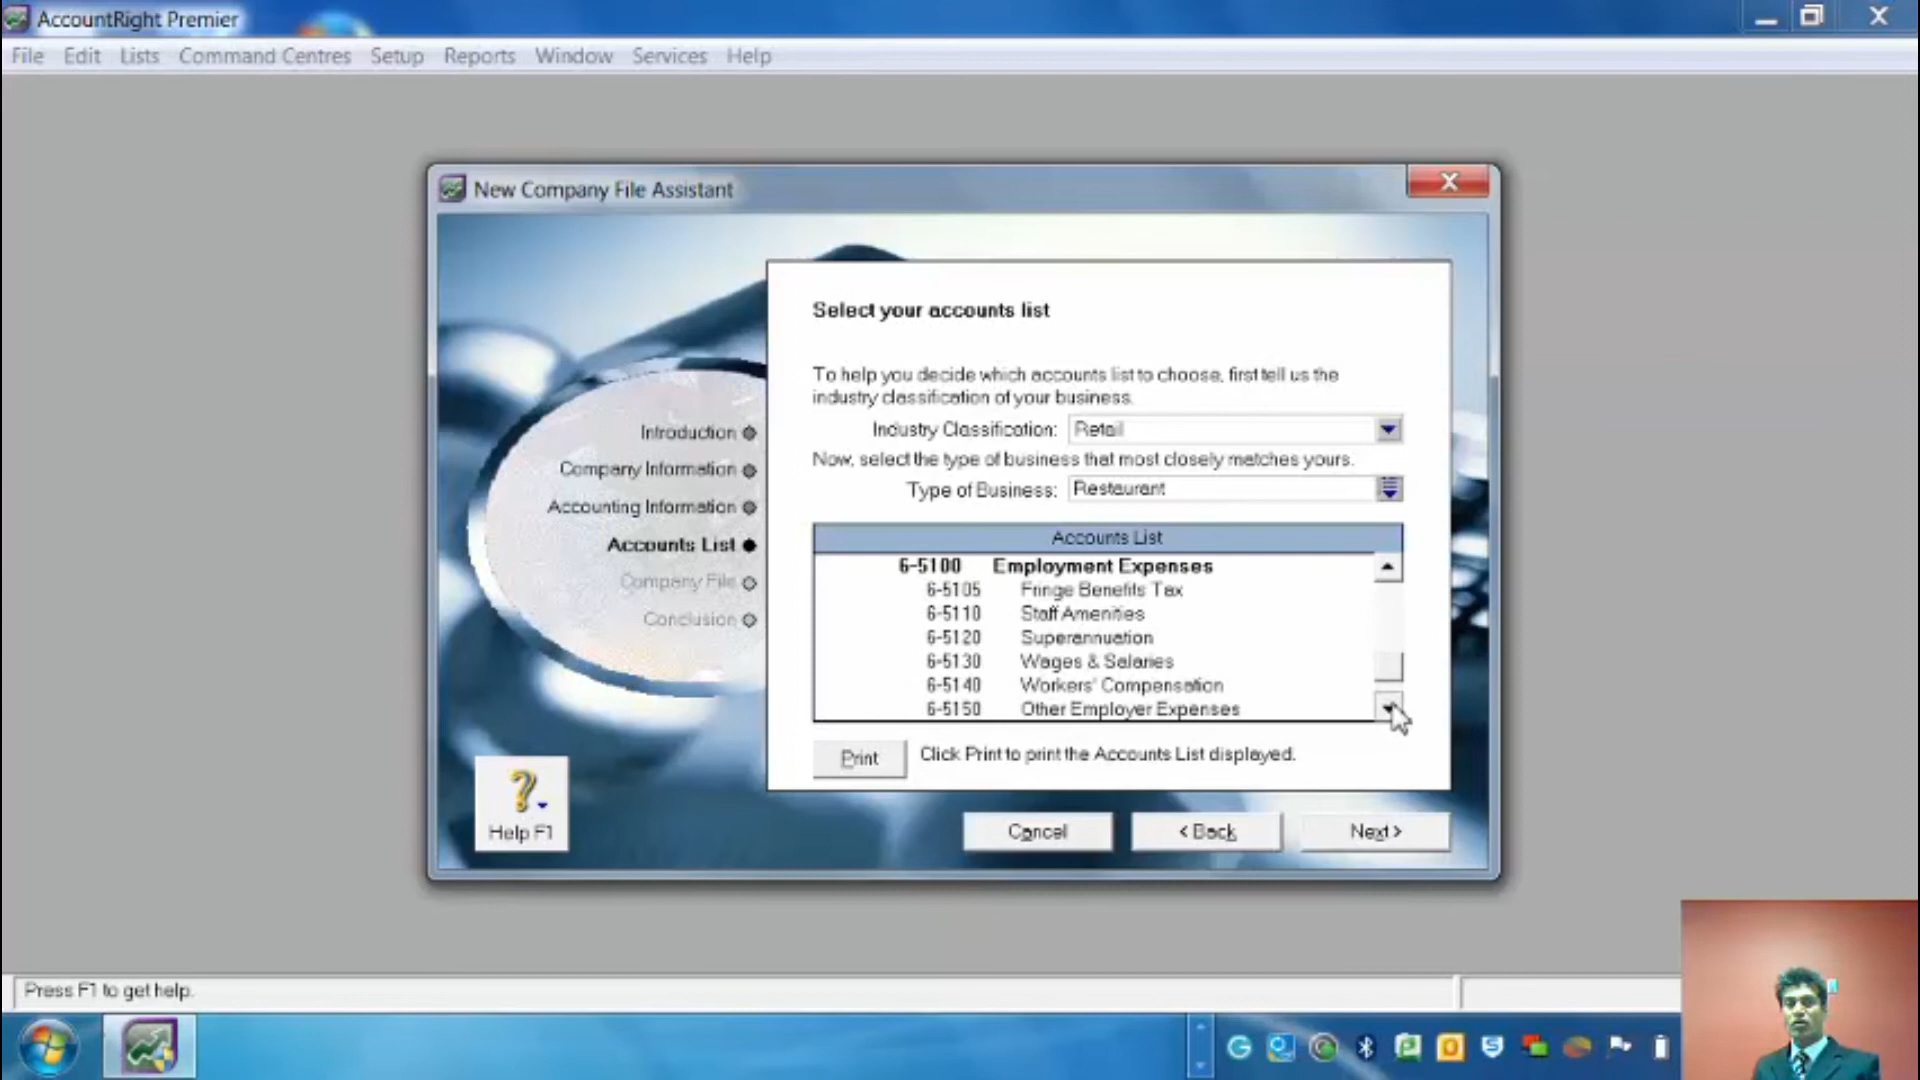 AccountRight Premier
File Edit Lists Command Centres Setup Reports Window Services Help
New Company File Assistant
Select your accounts list
To help you decide which accounts list to choose, first tell us the
industry classification of your business.
Industry Classification: Retail
Now, select the type of business that most closely matches yours.
Type of Business: Restaurant
Introduction
Company Information
Accounting Information
Accounts List
Company File
Conclusion
Accounts List
6-5100 Employment Expenses
6-5105 Fringe Benefits Tax
6-5110 Staff Amenities
6-5120 Superannuation
6-5130 Wages & Salaries
6-5140 Workers' Compensation
6-5150 Other Employer Expenses
Print Click Print to print the Accounts List displayed.
Help F1
Cancel < Back Next >
Press F1 to get help.